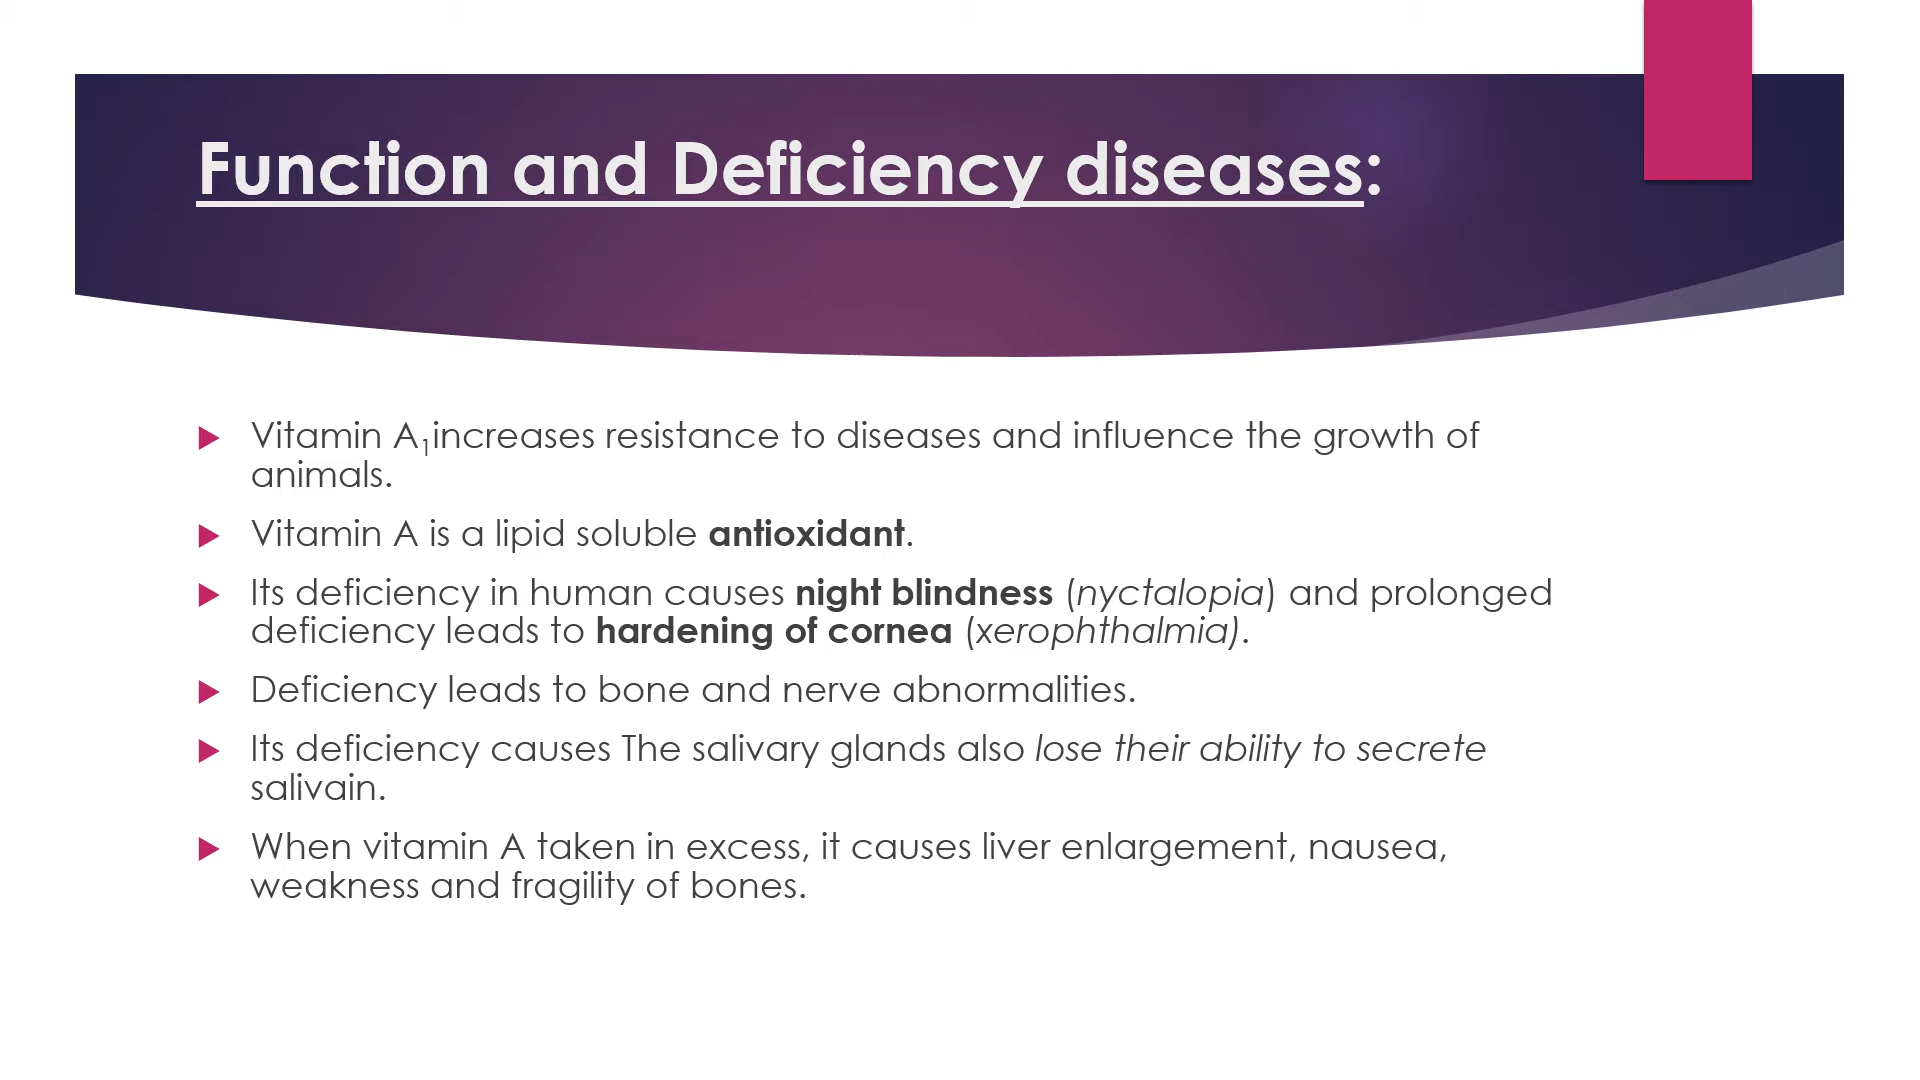 Function and Deficiency diseases:
Vitamin A₁increases resistance to diseases and influence the growth of
animals.
Vitamin A is a lipid soluble antioxidant.
Its deficiency in human causes night blindness (nyctalopia) and prolonged
deficiency leads to hardening of cornea (xerophthalmia).
Deficiency leads to bone and nerve abnormalities.
Its deficiency causes The salivary glands also lose their ability to secrete
salivain.
When vitamin A taken in excess, it causes liver enlargement, nausea,
weakness and fragility of bones.